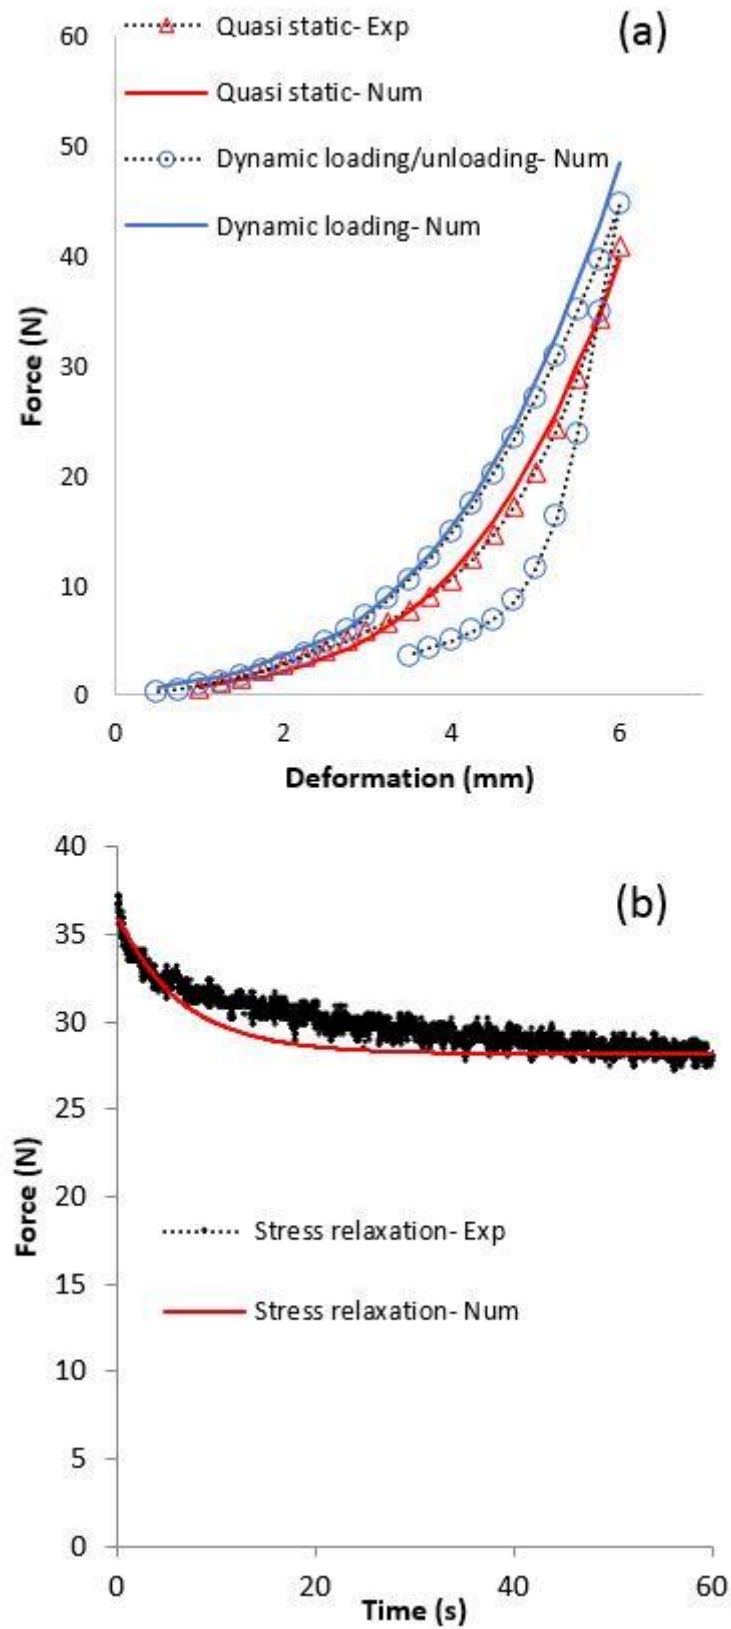 (a)
Quasi static- Exp
Quasi static- Num
Dynamic loading/unloading- Num
Dynamic loading- Num
60
50
40
30
20
10
0
Force (N)
0 2 4 6
Deformation (mm)
(b)
40
35
30
25
20
15
10
5
0
Force (N)
Stress relaxation- Exp
Stress relaxation- Num
0 20 40 60
Time (s)